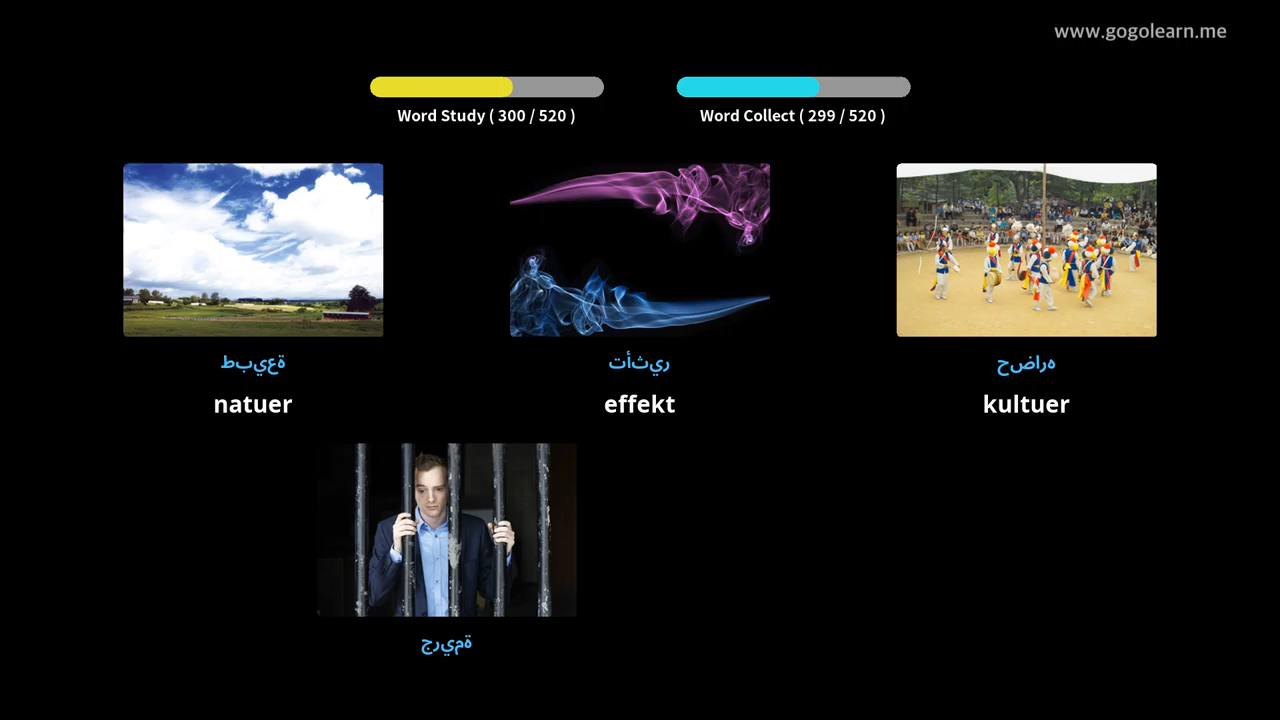 www.gogolearn.me
Word Study ( 300 / 520 )
Word Collect ( 299 / 520 )
طبيعة
تأثير
حضاره
natuer
effekt
kultuer
جريمة